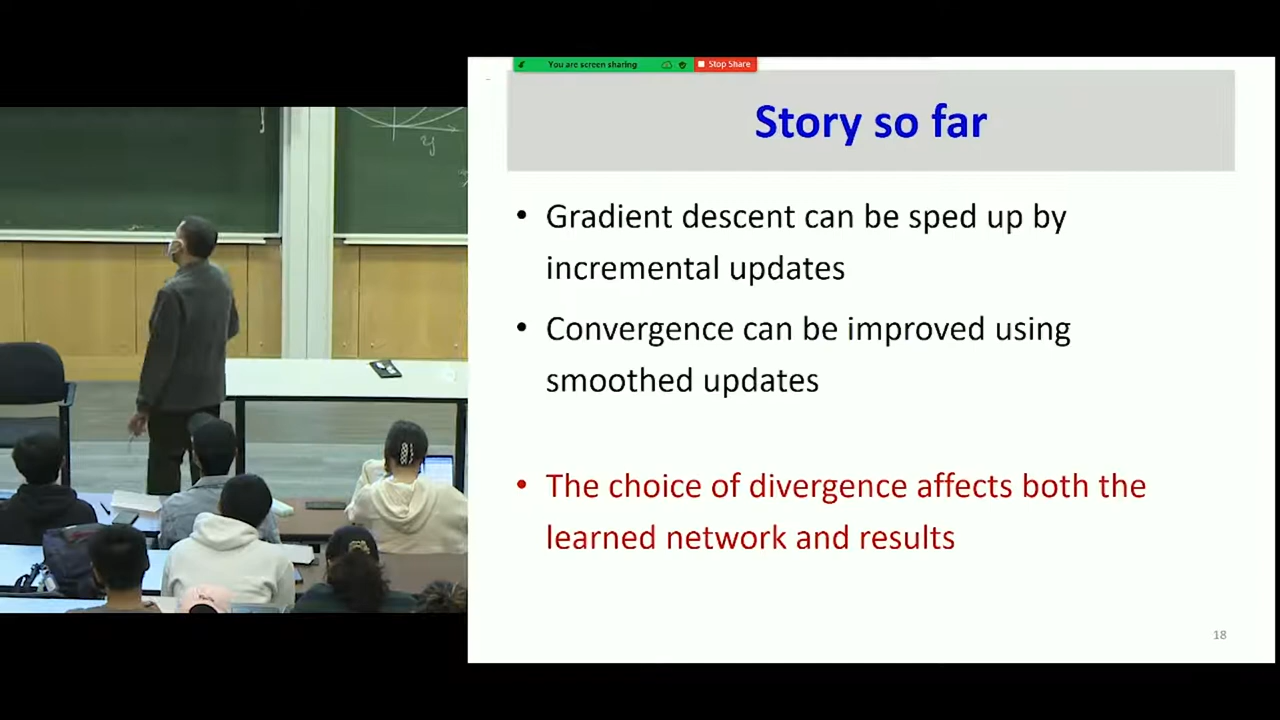 You are screen sharing
Stop Share
Story so far
• Gradient descent can be sped up by
incremental updates
• Convergence can be improved using
smoothed updates
• The choice of divergence affects both the
learned network and results
18